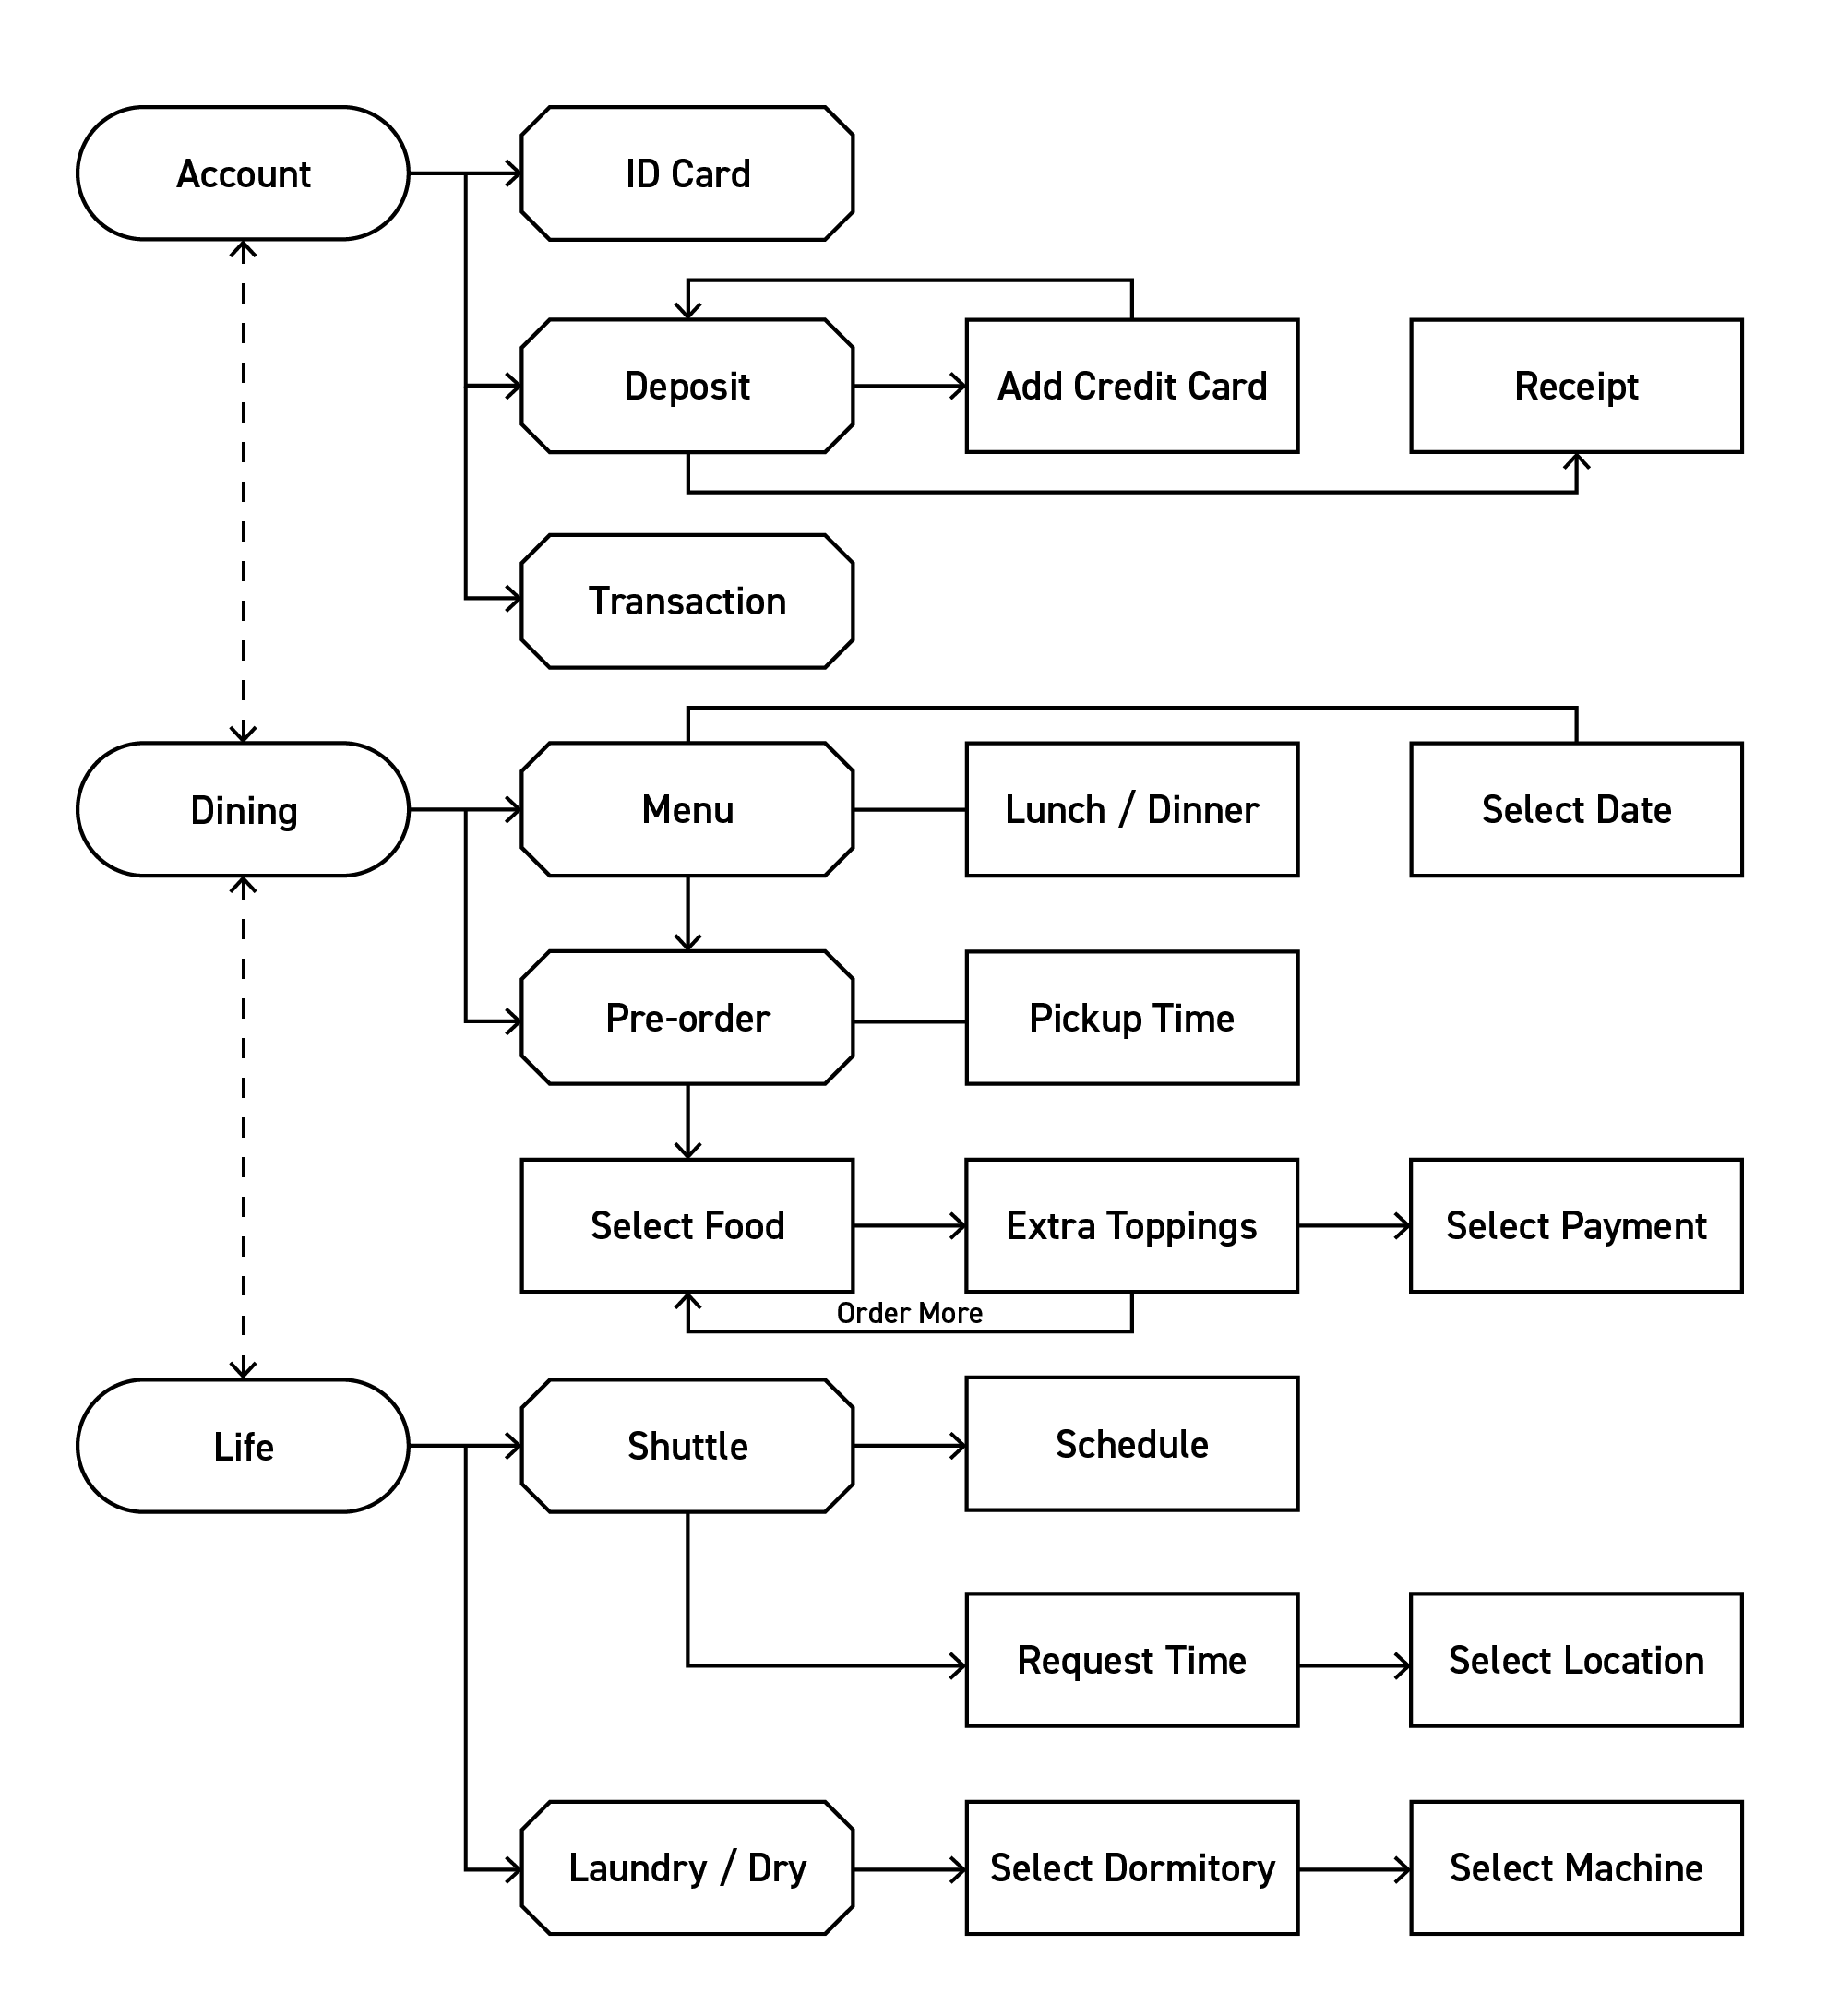 Account
ID Card
Deposit
Add Credit Card
Receipt
Transaction
Dining
Menu
Lunch / Dinner
Select Date
Pre-order
Pickup Time
Select Food
Extra Toppings
Select Payment
Order More
Life
Shuttle
Schedule
Request Time
Select Location
Laundry / Dry
Select Dormitory
Select Machine